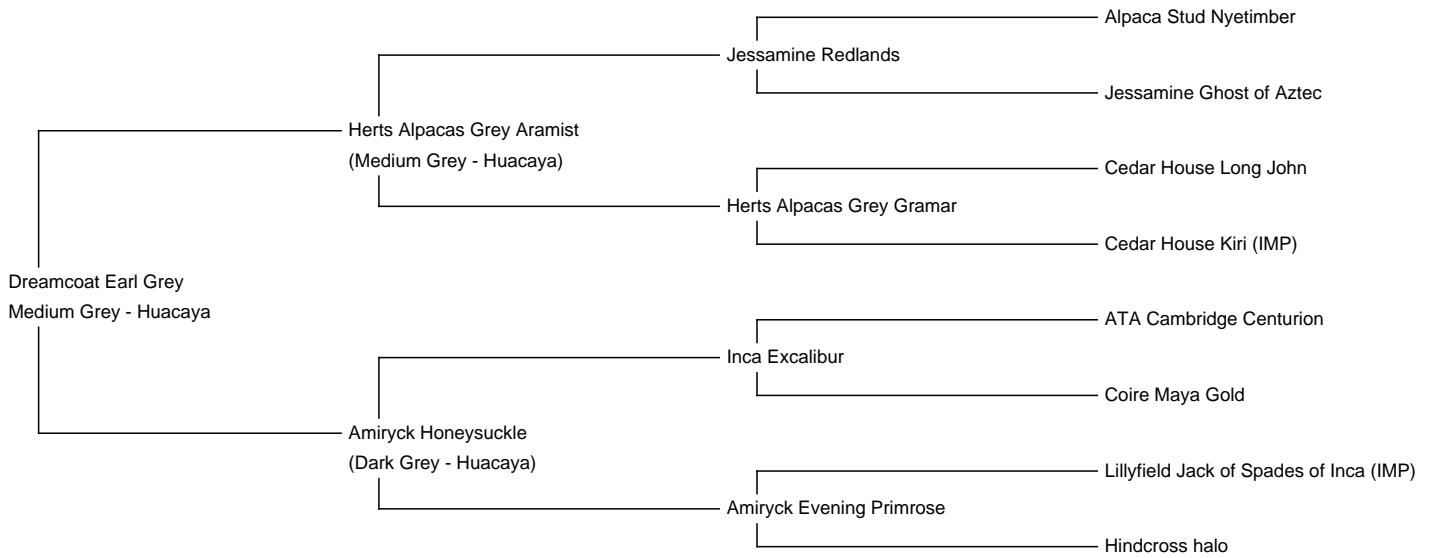 Alpaca Stud Nyetimber
Jessamine Redlands
Jessamine Ghost of Aztec
Herts Alpacas Grey Aramist
(Medium Grey - Huacaya)
Cedar House Long John
Herts Alpacas Grey Gramar
Cedar House Kiri (IMP)
Dreamcoat Earl Grey
Medium Grey - Huacaya
ATA Cambridge Centurion
Inca Excalibur
Coire Maya Gold
Amiryck Honeysuckle
(Dark Grey - Huacaya)
Lillyfield Jack of Spades of Inca (IMP)
Amiryck Evening Primrose
Hindcross halo